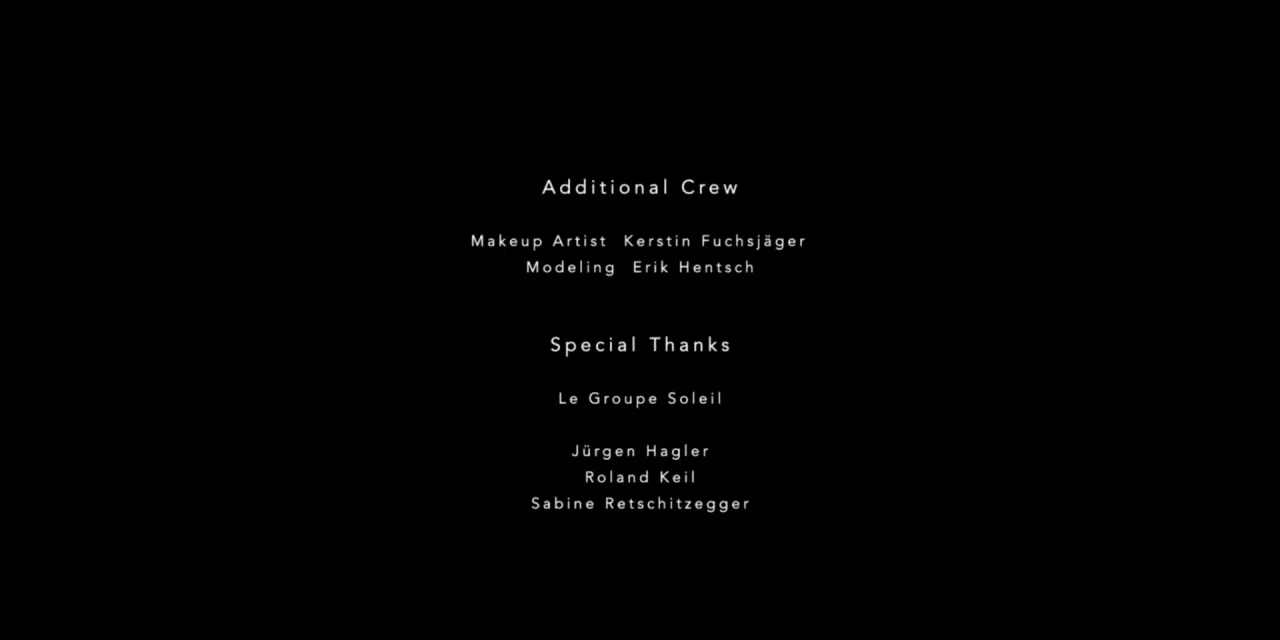 Additional Crew
Makeup Artist Kerstin Fuchsjäger
Modeling Erik Hentsch
Special Thanks
Le Groupe Soleil
Jürgen Hagler
Roland Keil
Sabine Retschitzegger